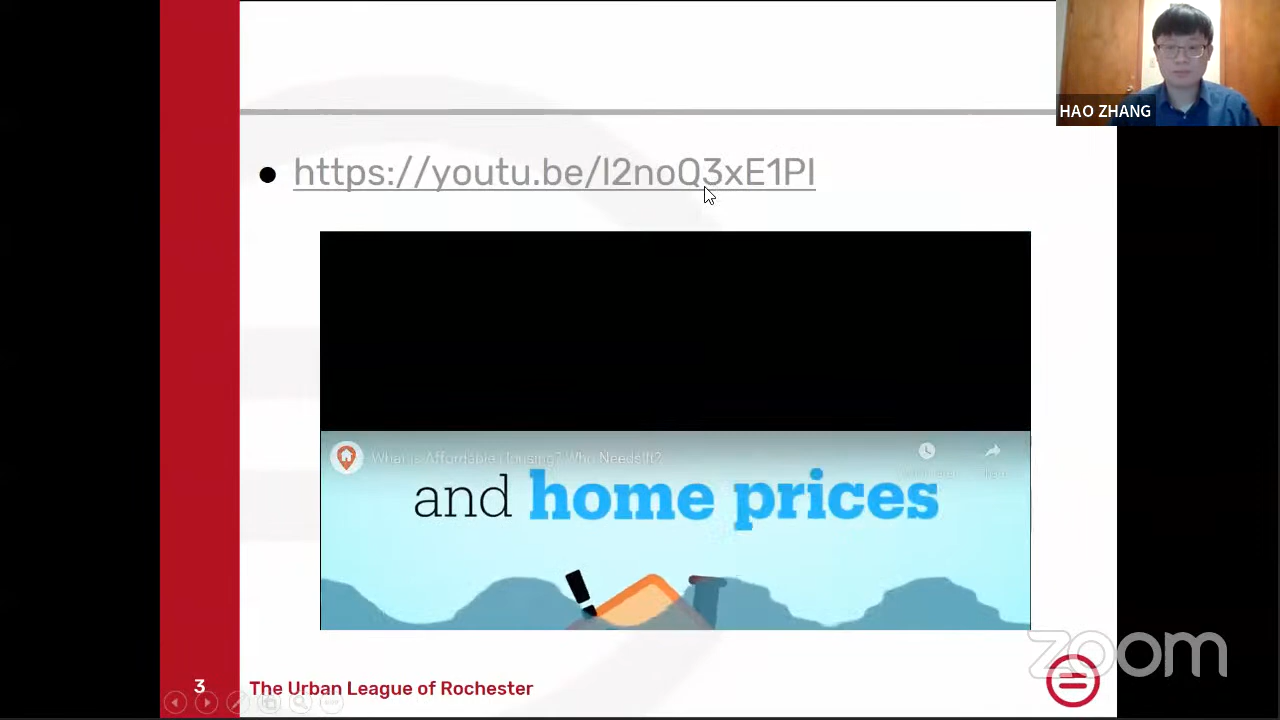 HAO ZHANG
https://youtu.be/l2noQ3xE1PI
What is Affordable Housing? Who Needs It?
and home prices
zoom
3 The Urban League of Rochester